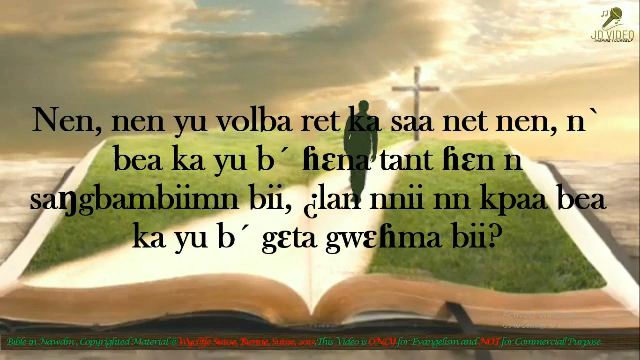 JD VIDEO
Nen, nen yu volba ret ka saa net nen, n`
bea ka yu b´ ɦɛna tant ɦɛn n
saŋgbambiimn bii, ¿lan nnii nn kpaa bea
ka yu b´ gɛta gwɛɦma bii?
Bible in Nawdm, Copyrighted Material @ Wycliffe Suisse, Bienne, Suisse, 2015 This Video is ONLY for Evangelism and NOT for Commercial Purpose.